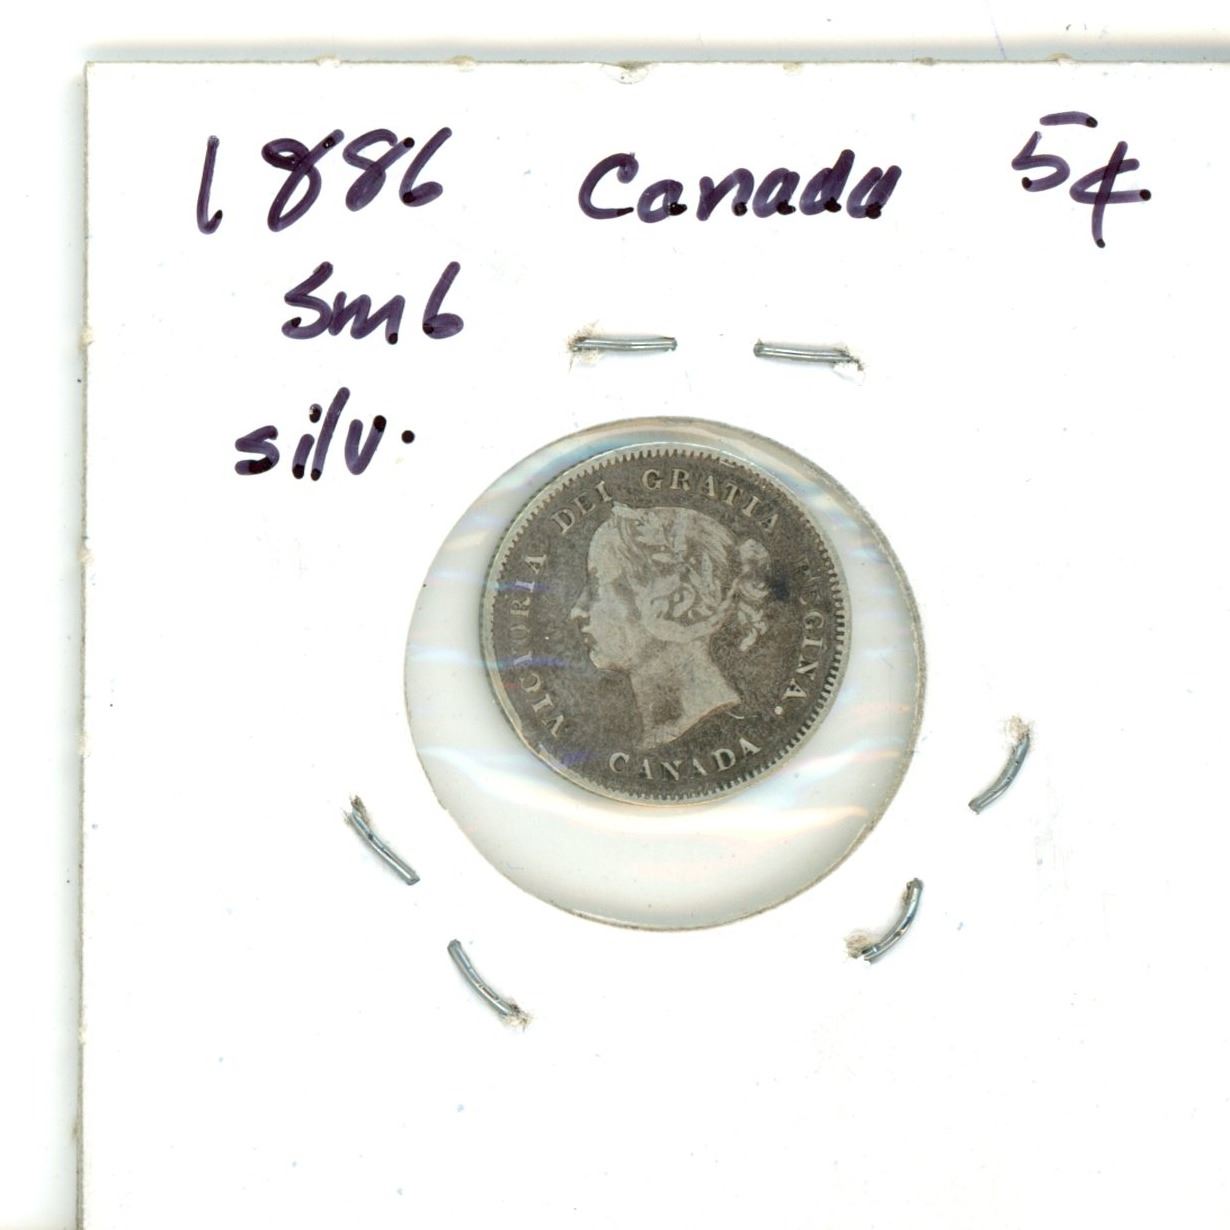 1886 Canada 5¢
Sm 6
silv.
VICTORIA DEI GRATIA REGINA.
CANADA